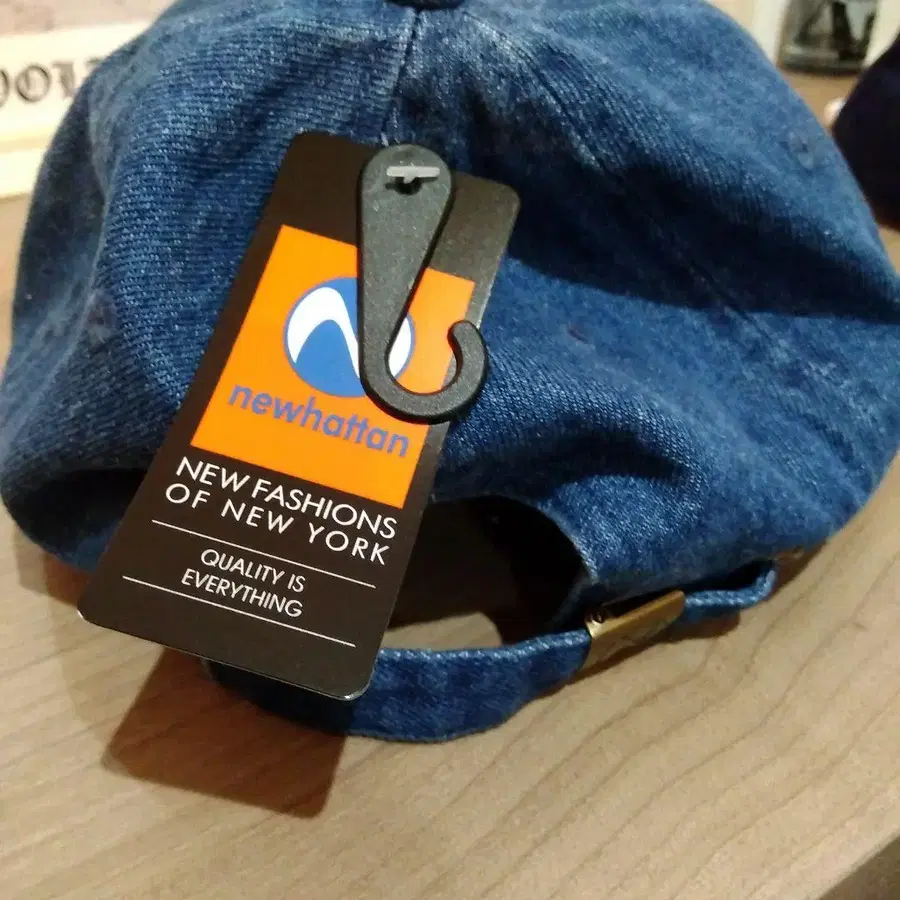 newhattan
NEW FASHIONS
OF NEW YORK
QUALITY IS
EVERYTHING